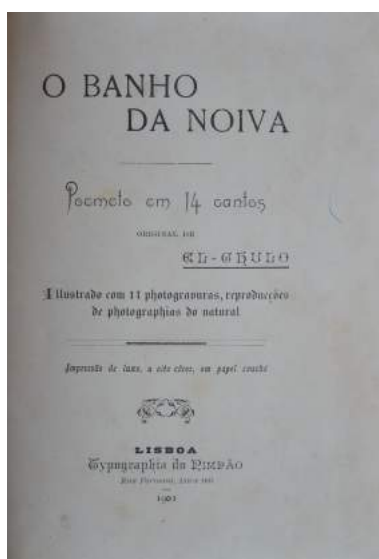 O BANHO
DA NOIVA
Poemeto em 14 cantos
ORIGINAL DE
EL-CHULO
Illustrado com 11 photogravuras, reproducções
de photographias do natural
Impressão de luxo, a oito côres, em papel couché
LISBOA
Typographia do PIMPÃO
1901